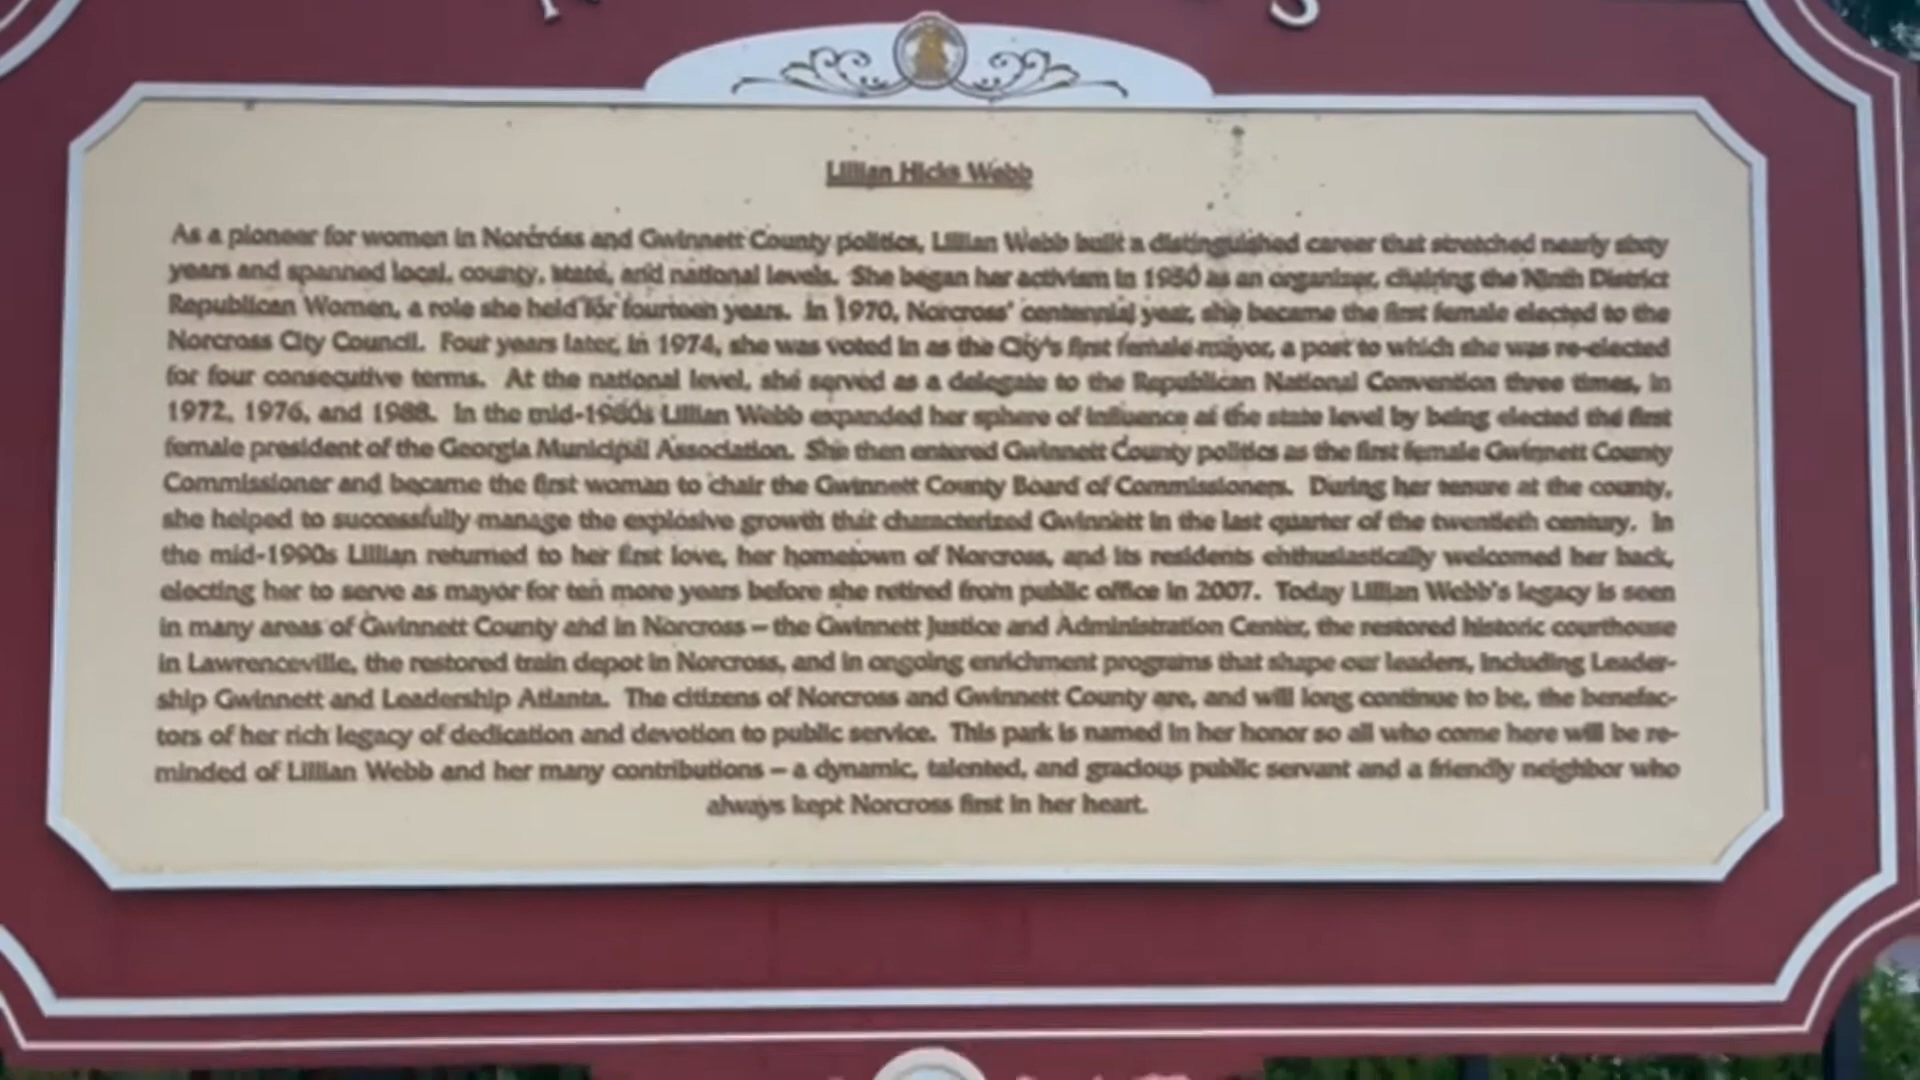 Lillian Hicks Webb
As a pioneer for women in Norcross and Gwinnett County politics, Lillian Webb built a distinguished career that stretched nearly sixty
years and spanned local, county, state, and national levels. She began her activism in 1950 as an organizer, chairing the Ninth District
Republican Women, a role she held for fourteen years. In 1970, Norcross' centennial year, she became the first female elected to the
Norcross City Council. Four years later, in 1974, she was voted in as the City's first female mayor, a post to which she was re-elected
for four consecutive terms. At the national level, she served as a delegate to the Republican National Convention three times, in
1972, 1976, and 1988. In the mid-1980s Lillian Webb expanded her sphere of influence at the state level by being elected the first
female president of the Georgia Municipal Association. She then entered Gwinnett County politics as the first female Gwinnett County
Commissioner and became the first woman to chair the Gwinnett County Board of Commissioners. During her tenure at the county,
she helped to successfully manage the explosive growth that characterized Gwinnett in the last quarter of the twentieth century. In
the mid-1990s Lillian returned to her first love, her hometown of Norcross, and its residents enthusiastically welcomed her back,
electing her to serve as mayor for ten more years before she retired from public office in 2007. Today Lillian Webb's legacy is seen
in many areas of Gwinnett County and in Norcross – the Gwinnett Justice and Administration Center, the restored historic courthouse
in Lawrenceville, the restored train depot in Norcross, and in ongoing enrichment programs that shape our leaders, including Leader-
ship Gwinnett and Leadership Atlanta. The citizens of Norcross and Gwinnett County are, and will long continue to be, the benefac-
tors of her rich legacy of dedication and devotion to public service. This park is named in her honor so all who come here will be re-
minded of Lillian Webb and her many contributions – a dynamic, talented, and gracious public servant and a friendly neighbor who
always kept Norcross first in her heart.